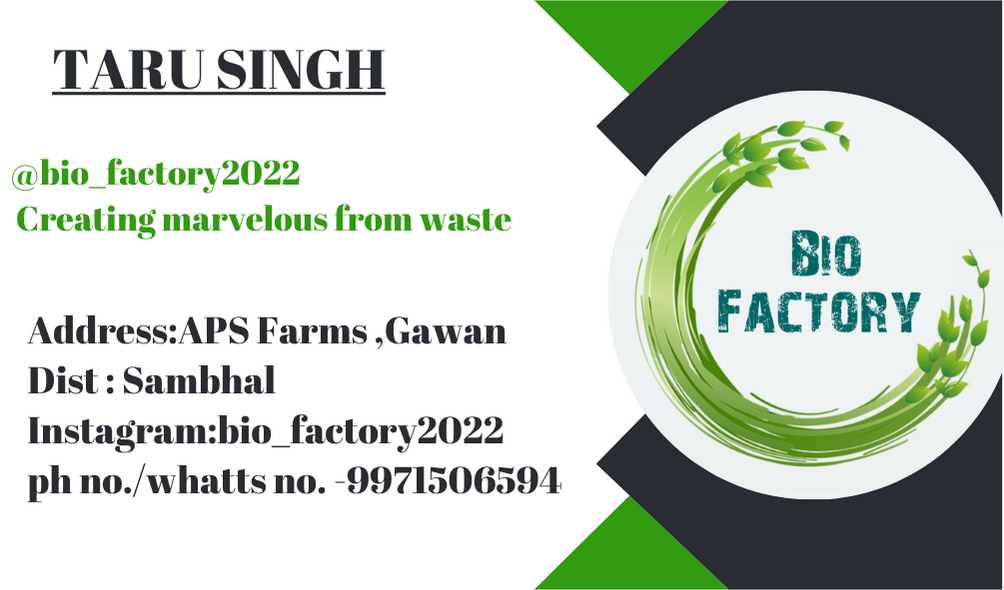 TARU SINGH
@bio_factory2022
Creating marvelous from waste
Address:APS Farms ,Gawan
Dist : Sambhal
Instagram:bio_factory2022
ph no./whatts no. -9971506594
BIO
FACTORY